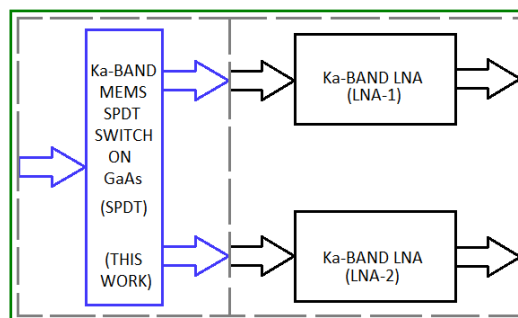 Ka-BAND
MEMS
SPDT
SWITCH
ON
GaAs
(SPDT)
(THIS
WORK)
Ka-BAND LNA
(LNA-1)
Ka-BAND LNA
(LNA-2)